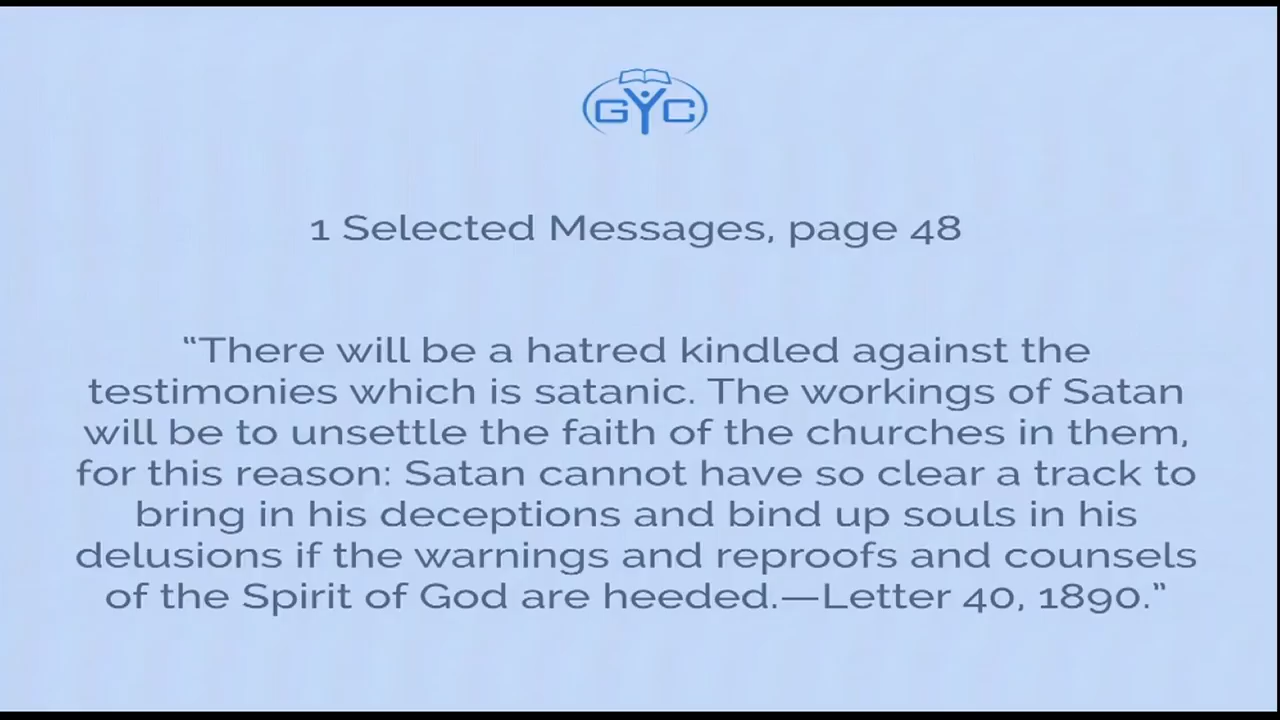 GYC
1 Selected Messages, page 48
“There will be a hatred kindled against the
testimonies which is satanic. The workings of Satan
will be to unsettle the faith of the churches in them,
for this reason: Satan cannot have so clear a track to
bring in his deceptions and bind up souls in his
delusions if the warnings and reproofs and counsels
of the Spirit of God are heeded.—Letter 40, 1890.”